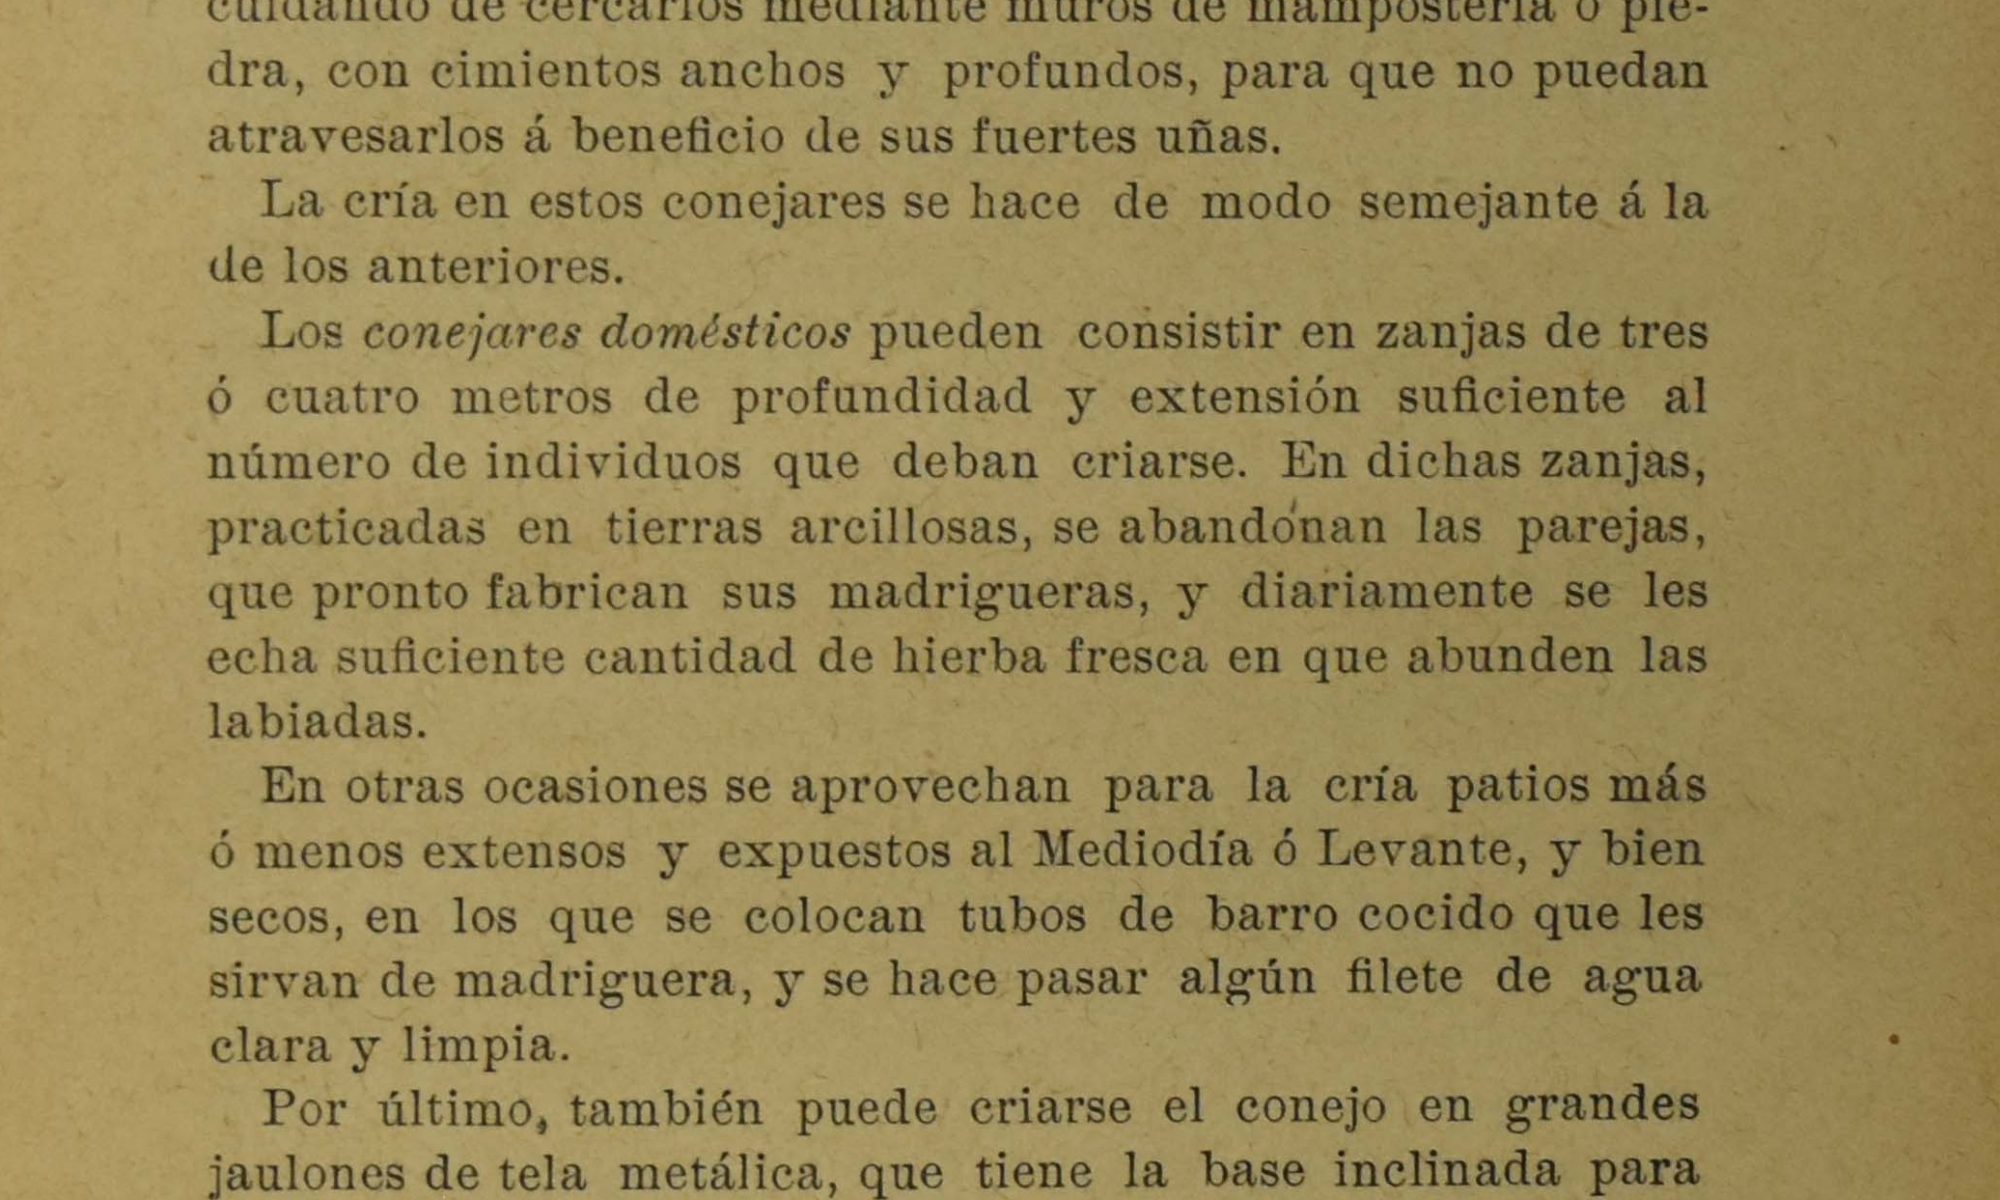 cuidando de cercarlos mediante muros de mampostería ó pie-
dra, con cimientos anchos y profundos, para que no puedan
atravesarlos á beneficio de sus fuertes uñas.
La cría en estos conejares se hace de modo semejante á la
de los anteriores.
Los conejares domésticos pueden consistir en zanjas de tres
ó cuatro metros de profundidad y extensión suficiente al
número de individuos que deban criarse. En dichas zanjas,
practicadas en tierras arcillosas, se abandonan las parejas,
que pronto fabrican sus madrigueras, y diariamente se les
echa suficiente cantidad de hierba fresca en que abunden las
labiadas.
En otras ocasiones se aprovechan para la cría patios más
ó menos extensos y expuestos al Mediodía ó Levante, y bien
secos, en los que se colocan tubos de barro cocido que les
sirvan de madriguera, y se hace pasar algún filete de agua
clara y limpia.
Por último, también puede criarse el conejo en grandes
jaulones de tela metálica, que tiene la base inclinada para